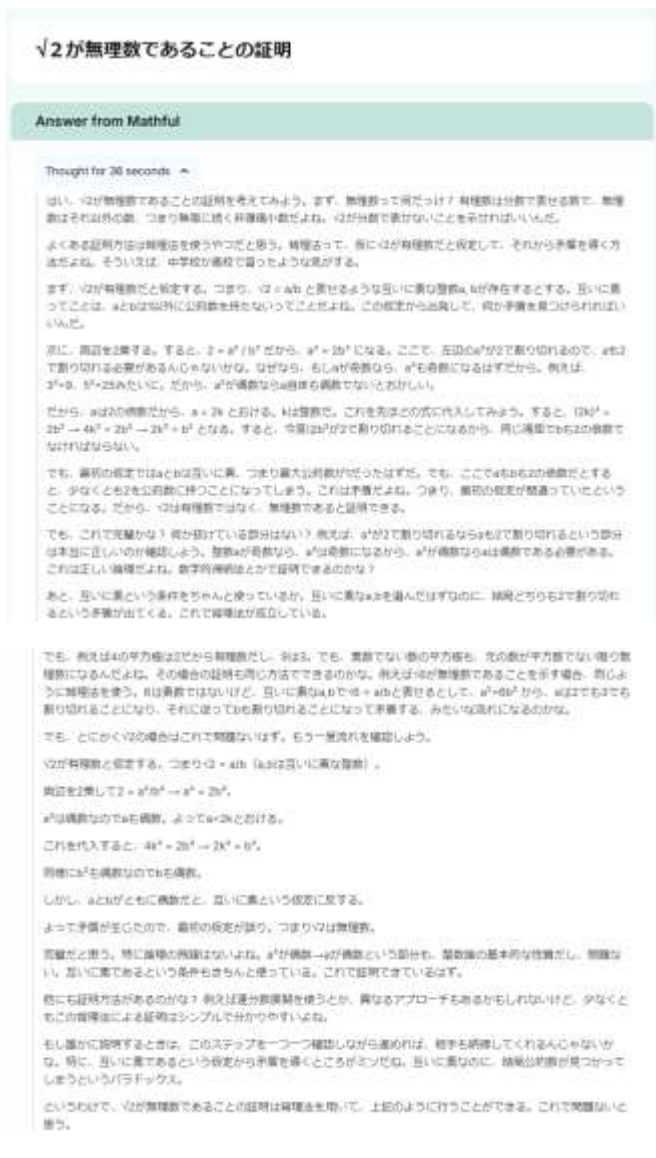 √2が無理数であることの証明
Answer from Mathful
Thought for 36 seconds
はい、√2が無理数であることの証明を考えてみよう。まず、無理数って何だっけ？有理数は分数で表せる数で、無理
数はそれ以外の数、つまり無限に続く非循環小数だよね。√2が分数で表せないことを示せればいいんだ。
よくある証明方法は背理法を使うやつだと思う。背理法って、仮に√2が有理数だと仮定して、それから矛盾を導く方
法だよね。そういえば、中学校か高校で習ったような気がする。
まず、√2が有理数だと仮定する。つまり、√2 = a/b と表せるような互いに素な整数a, bが存在するとする。互いに素
ってことは、aとbは1以外に公約数を持たないってことだよね。この仮定から出発して、何か矛盾を見つけられればい
いんだ。
次に、両辺を2乗する。すると、2 = a² / b² だから、a² = 2b² になる。ここで、左辺のa²が2で割り切れるので、aも2
で割り切れる必要があるんじゃないかな。なぜなら、もしaが奇数なら、a²も奇数になるはずだから。例えば、
3²=9、5²=25みたいに。だから、a²が偶数ならa自体も偶数でないとおかしい。
だから、aは2の倍数だから、a = 2k とおける。kは整数だ。これを先ほどの式に代入してみよう。すると、(2k)² =
2b² → 4k² = 2b² → 2k² = b² となる。すると、今度はb²が2で割り切れることになるから、同じ理屈でbも2の倍数で
なければならない。
でも、最初の仮定ではaとbは互いに素、つまり最大公約数が1だったはずだ。でも、ここでaもbも2の倍数だとする
と、少なくとも2を公約数に持つことになってしまう。これは矛盾だよね。つまり、最初の仮定が間違っていたという
ことになる。だから、√2は有理数ではなく、無理数であると証明できる。
でも、これで完璧かな？何か抜けている部分はない？例えば、a²が2で割り切れるならaも2で割り切れるという部分
は本当に正しいのか確認しよう。整数aが奇数なら、a²は奇数になるから、a²が偶数ならaは偶数である必要がある。
これは正しい論理だよね。数学的帰納法とかで証明できるのかな？
あと、互いに素という条件をちゃんと使っているか。互いに素なa,bを選んだはずなのに、結局どちらも2で割り切れ
るという矛盾が出てくる。これで背理法が成立している。
でも、例えば4の平方根は2だから有理数だし、9は3。でも、素数でない数の平方根も、元の数が平方数でない限り無
理数になるんだよね。その場合の証明も同じ方法でできるのかな。例えば√6が無理数であることを示す場合、同じよ
うに背理法を使う。6は素数ではないけど、互いに素なa,bで√6 = a/bと表せるとして、a²=6b² から、aは2でも3でも
割り切れることになり、それに従ってbも割り切れることになって矛盾する、みたいな流れになるのかな。
でも、とにかく√2の場合はこれで問題ないはず。もう一度流れを確認しよう。
√2が有理数と仮定する。つまり√2 = a/b（a,bは互いに素な整数）。
両辺を2乗して2 = a²/b² → a² = 2b²。
a²は偶数なのでaも偶数。よってa=2kとおける。
これを代入すると、4k² = 2b² → 2k² = b²。
同様にb²も偶数なのでbも偶数。
しかし、aとbがともに偶数だと、互いに素という仮定に反する。
よって矛盾が生じたので、最初の仮定が誤り。つまり√2は無理数。
完璧だと思う。特に論理の飛躍はないよね。a²が偶数→aが偶数という部分も、整数論の基本的な性質だし、問題な
い。互いに素であるという条件もきちんと使っている。これで証明できているはず。
他にも証明方法があるのかな？例えば連分数展開を使うとか、異なるアプローチもあるかもしれないけど、少なくと
もこの背理法による証明はシンプルで分かりやすいよね。
もし誰かに説明するときは、このステップを一つ一つ確認しながら進めれば、相手も納得してくれるんじゃないか
な。特に、互いに素であるという仮定から矛盾を導くところがミソだね。互いに素なのに、結局公約数が見つかって
しまうというパラドックス。
というわけで、√2が無理数であることの証明は背理法を用いて、上記のように行うことができる。これで問題ないと
思う。